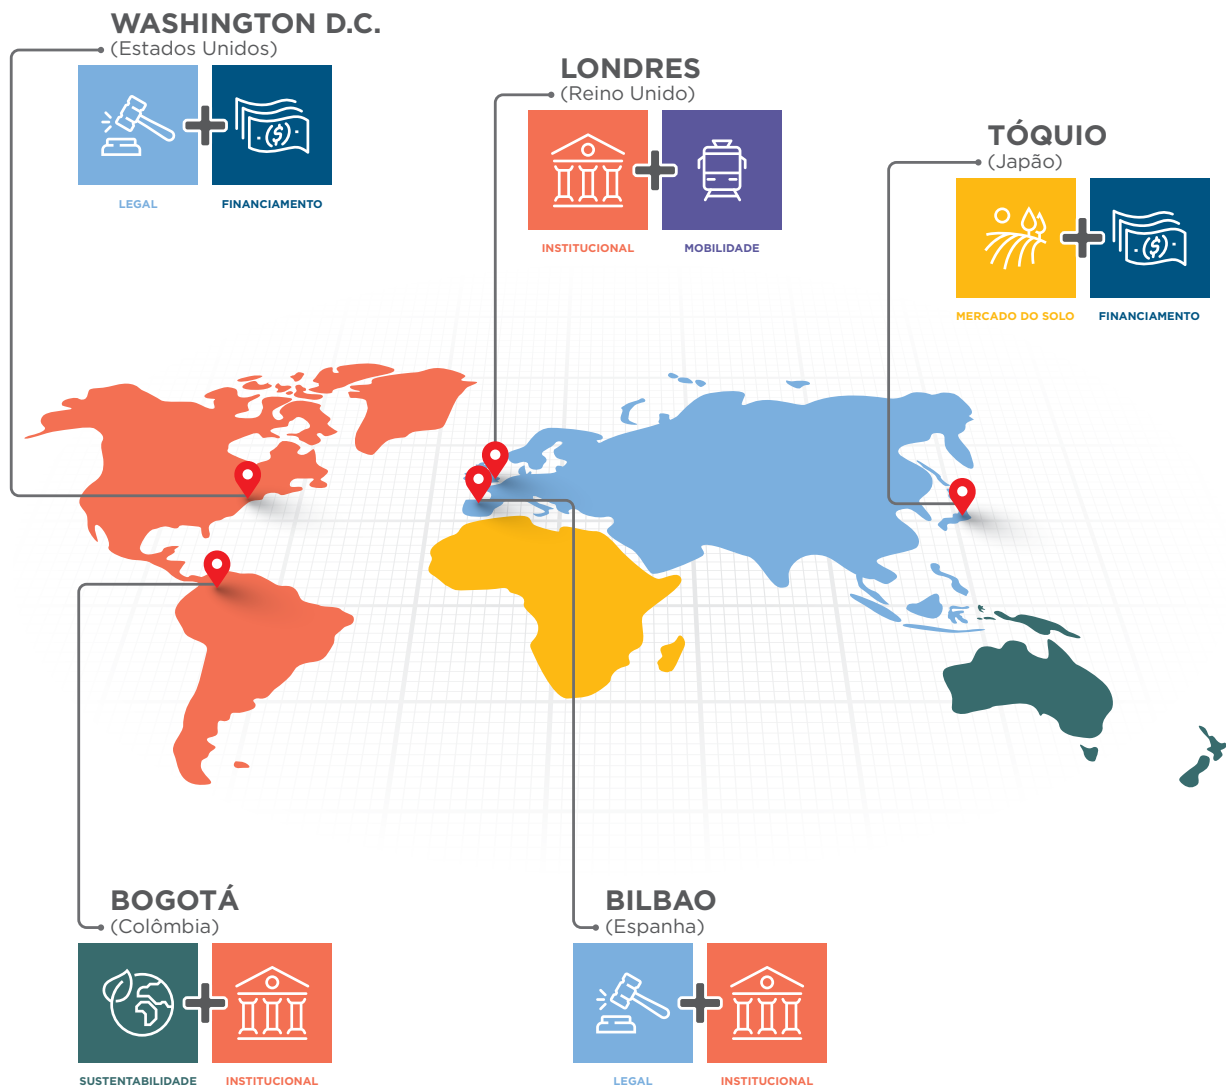 WASHINGTON D.C.
(Estados Unidos)
($)
LEGAL
FINANCIAMENTO
LONDRES
(Reino Unido)
INSTITUCIONAL
MOBILIDADE
TÓQUIO
(Japão)
($)
MERCADO DO SOLO
FINANCIAMENTO
BOGOTÁ
(Colômbia)
SUSTENTABILIDADE
INSTITUCIONAL
BILBAO
(Espanha)
LEGAL
INSTITUCIONAL